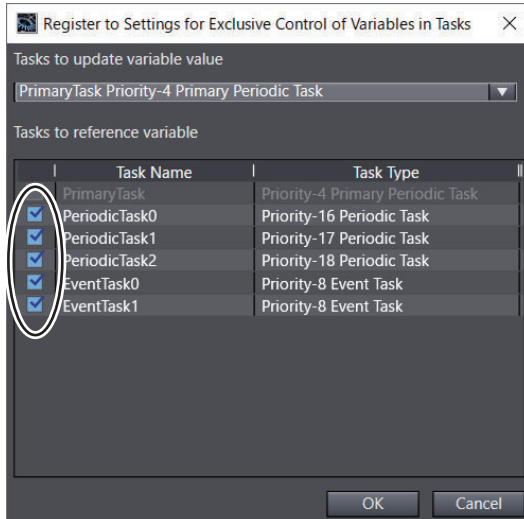 Register to Settings for Exclusive Control of Variables in Tasks
Tasks to update variable value
PrimaryTask Priority-4 Primary Periodic Task
Tasks to reference variable
Task Name Task Type
PrimaryTask Priority-4 Primary Periodic Task
PeriodicTask0 Priority-16 Periodic Task
PeriodicTask1 Priority-17 Periodic Task
PeriodicTask2 Priority-18 Periodic Task
EventTask0 Priority-8 Event Task
EventTask1 Priority-8 Event Task
OK Cancel